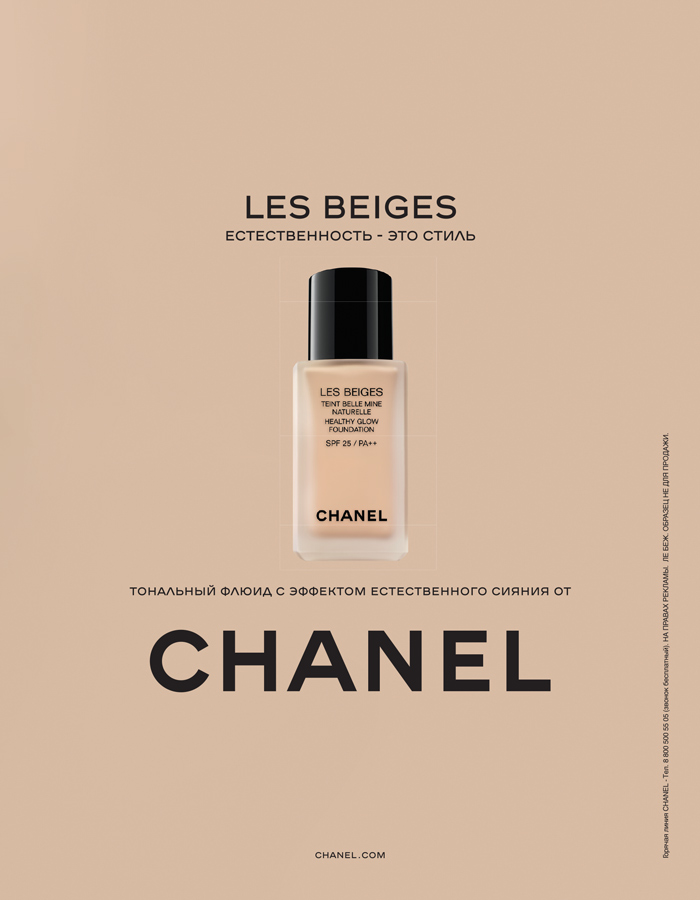 LES BEIGES
ЕСТЕСТВЕННОСТЬ - ЭТО СТИЛЬ
LES BEIGES
TEINT BELLE MINE
NATURELLE
HEALTHY GLOW
FOUNDATION
SPF 25 / PA++
CHANEL
ТОНАЛЬНЫЙ ФЛЮИД С ЭФФЕКТОМ ЕСТЕСТВЕННОГО СИЯНИЯ ОТ
CHANEL
CHANEL.COM
Горячая линия CHANEL - Тел. 8 800 500 55 05 (звонок бесплатный). НА ПРАВАХ РЕКЛАМЫ. ЛЕ БЕЖ. ОБРАЗЕЦ НЕ ДЛЯ ПРОДАЖИ.